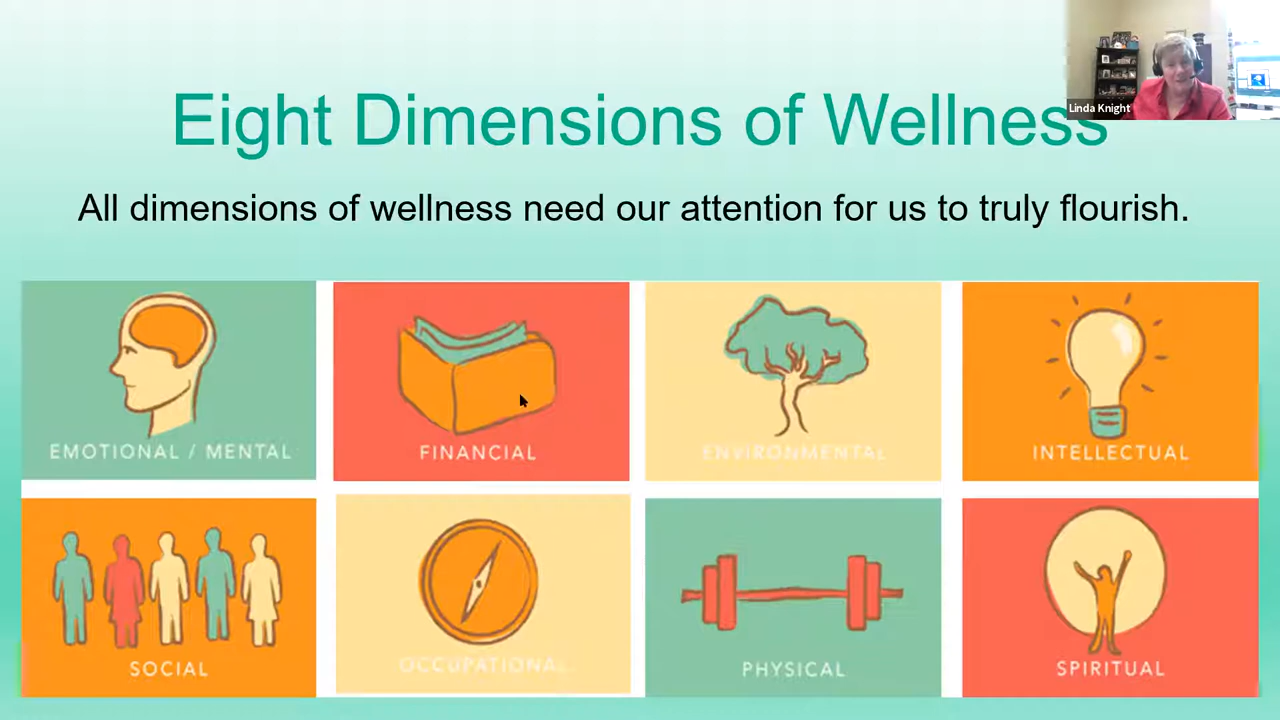 Linda Knight
Eight Dimensions of Wellness
All dimensions of wellness need our attention for us to truly flourish.
EMOTIONAL / MENTAL
FINANCIAL
ENVIRONMENTAL
INTELLECTUAL
SOCIAL
OCCUPATIONAL
PHYSICAL
SPIRITUAL